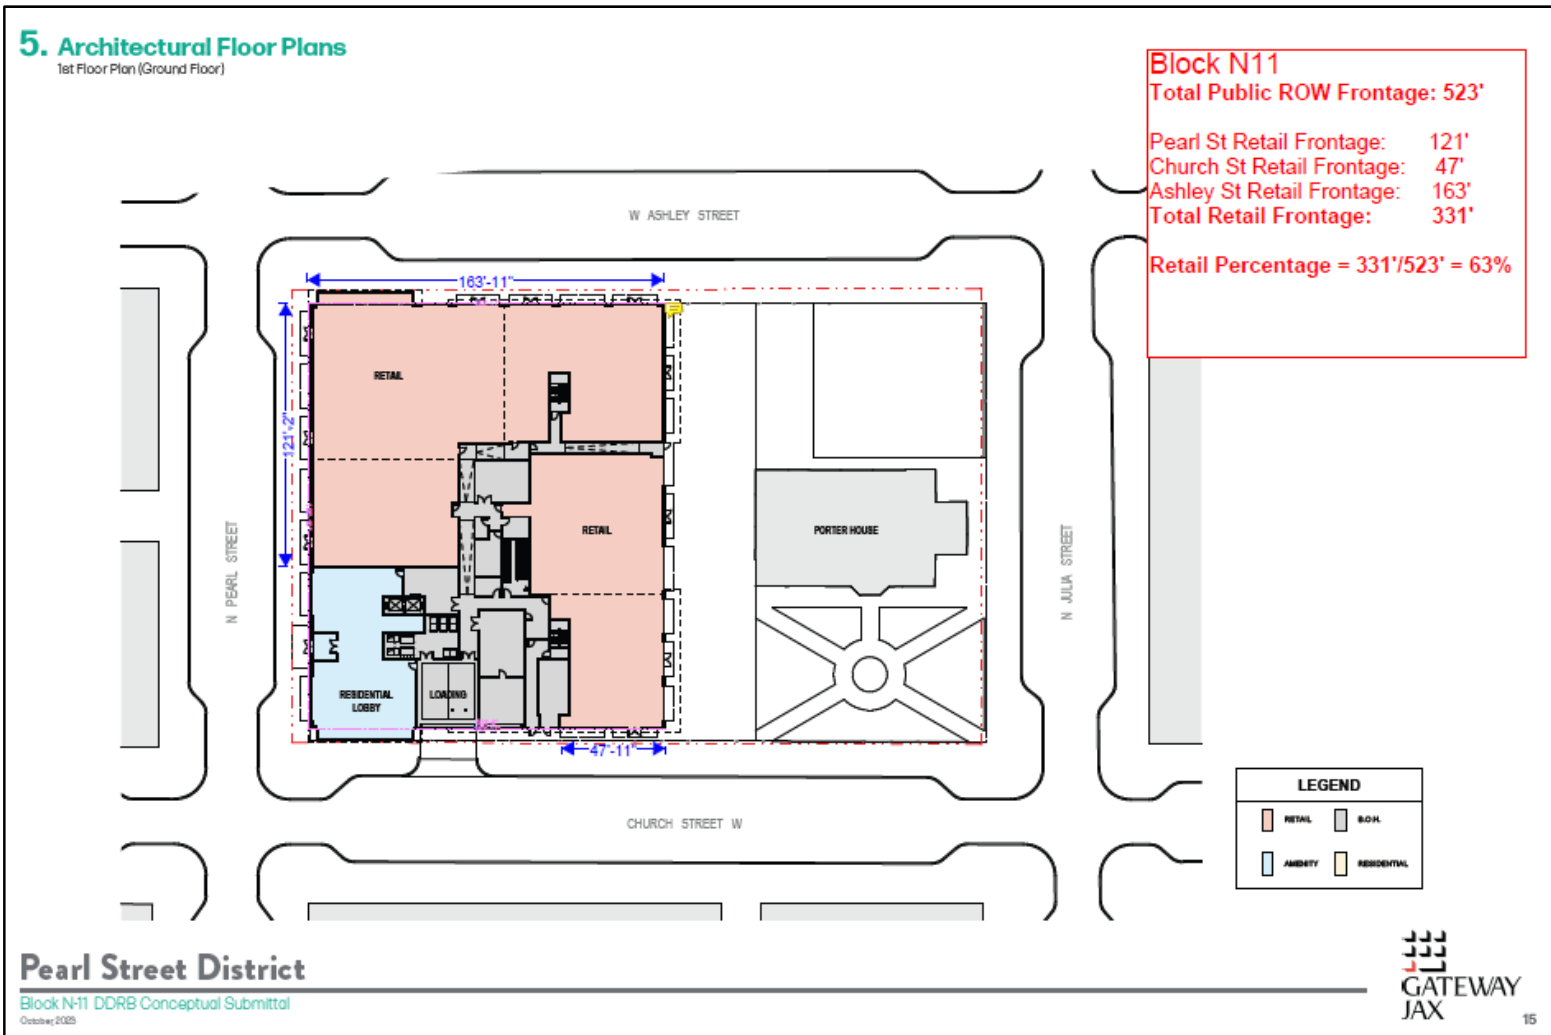 5. Architectural Floor Plans
1st Floor Plan (Ground Floor)
Block N11
Total Public ROW Frontage: 523'
Pearl St Retail Frontage: 121'
Church St Retail Frontage: 47'
Ashley St Retail Frontage: 163'
Total Retail Frontage: 331'
Retail Percentage = 331'/523' = 63%
W ASHLEY STREET
163'-11"
RETAIL
121'-2"
N PEARL STREET
RETAIL
PORTER HOUSE
N JULIA STREET
RESIDENTIAL
LOBBY
LOADING
47'-11"
CHURCH STREET W
LEGEND
RETAIL
B.O.H.
AMENITY
RESIDENTIAL
Pearl Street District
Block N-11 DDRB Conceptual Submittal
GATEWAY
JAX
15